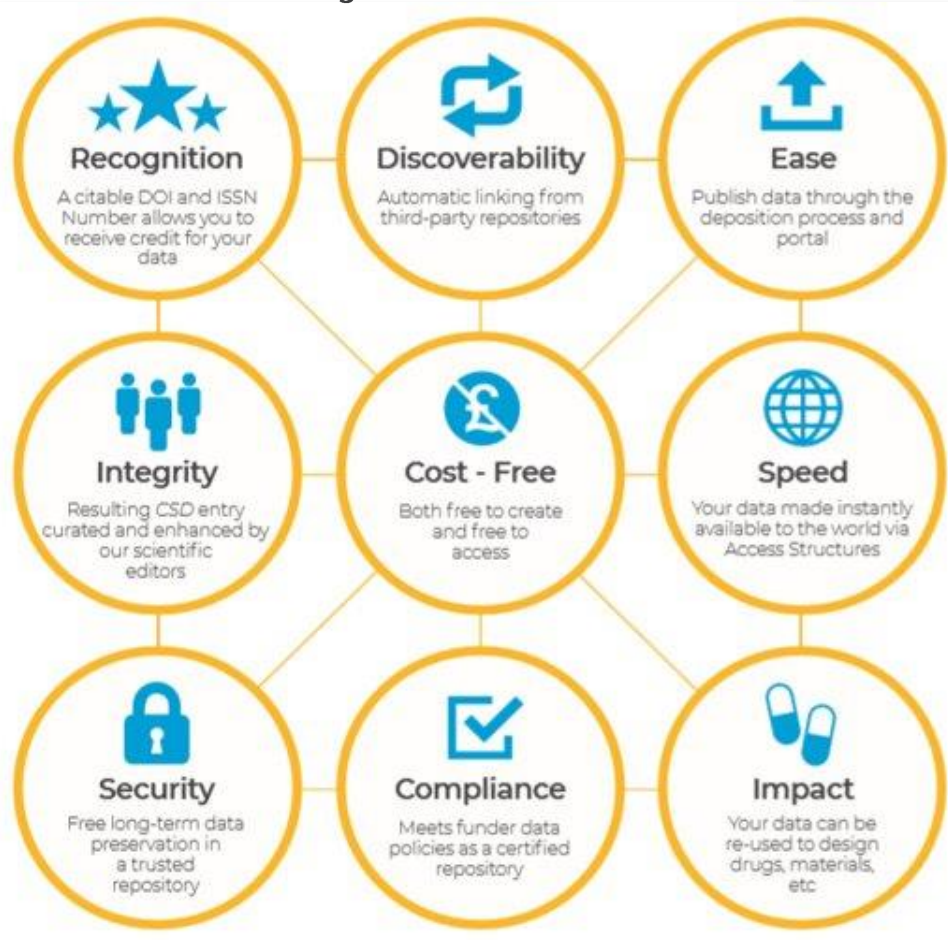 Recognition
A citable DOI and ISSN
Number allows you to
receive credit for your
data
Discoverability
Automatic linking from
third-party repositories
Ease
Publish data through the
deposition process and
portal
Integrity
Resulting CSD entry
curated and enhanced by
our scientific
editors
Cost - Free
Both free to create
and free to
access
Speed
Your data made instantly
available to the world via
Access Structures
Security
Free long-term data
preservation in
a trusted
repository
Compliance
Meets funder data
policies as a certified
repository
Impact
Your data can be
re-used to design
drugs, materials,
etc